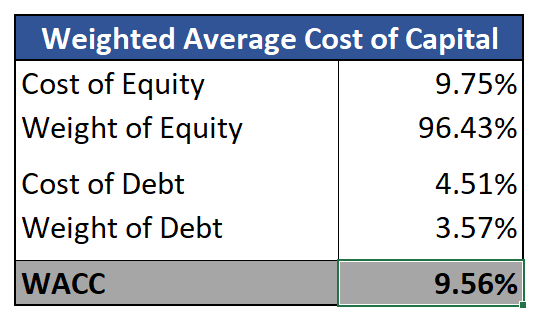 Weighted Average Cost of Capital
Cost of Equity 9.75%
Weight of Equity 96.43%
Cost of Debt 4.51%
Weight of Debt 3.57%
WACC 9.56%